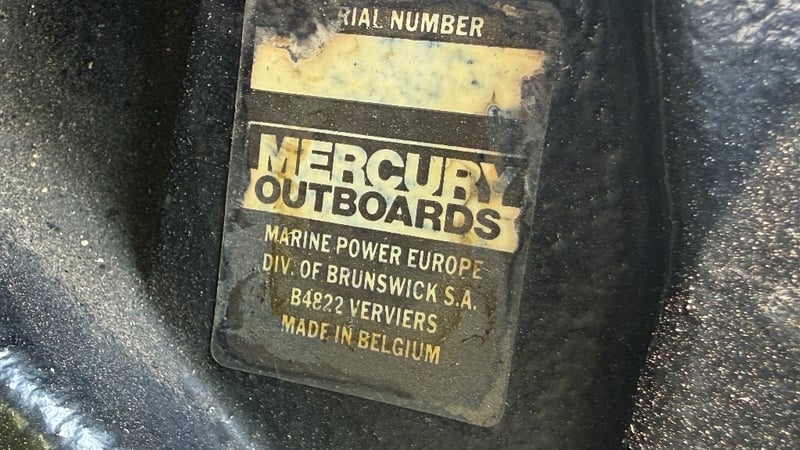 RIAL NUMBER
MERCURY
OUTBOARDS
MARINE POWER EUROPE
DIV. OF BRUNSWICK S.A.
B4822 VERVIERS
MADE IN BELGIUM